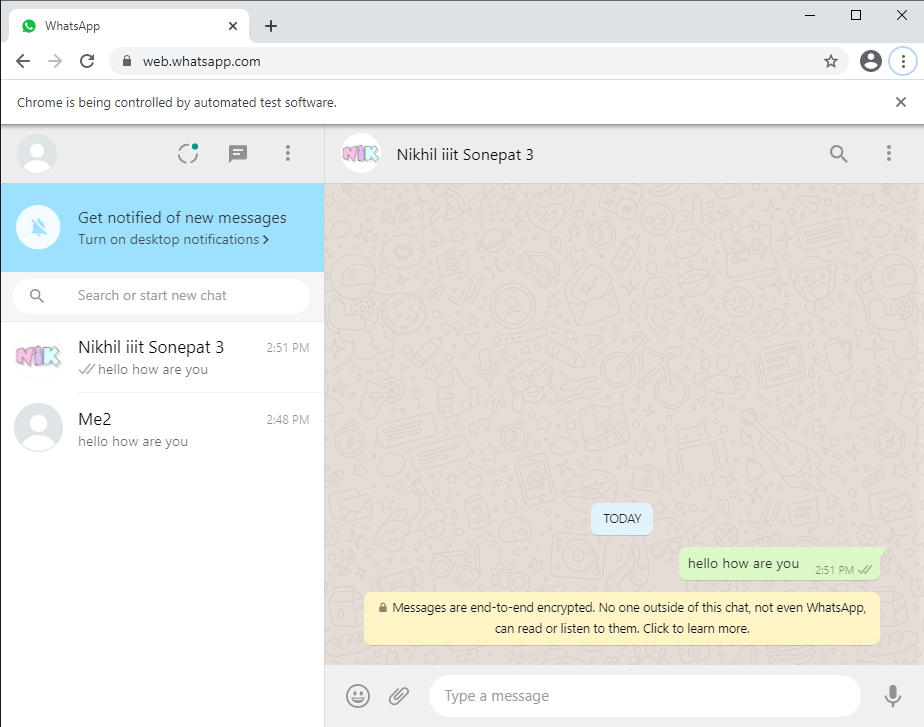 WhatsApp
web.whatsapp.com
Chrome is being controlled by automated test software.
NIK
Nikhil iiit Sonepat 3
Get notified of new messages
Turn on desktop notifications
Search or start new chat
NIK
Nikhil iiit Sonepat 3 2:51 PM
hello how are you
Me2 2:48 PM
hello how are you
TODAY
hello how are you 2:51 PM
Messages are end-to-end encrypted. No one outside of this chat, not even WhatsApp,
can read or listen to them. Click to learn more.
Type a message